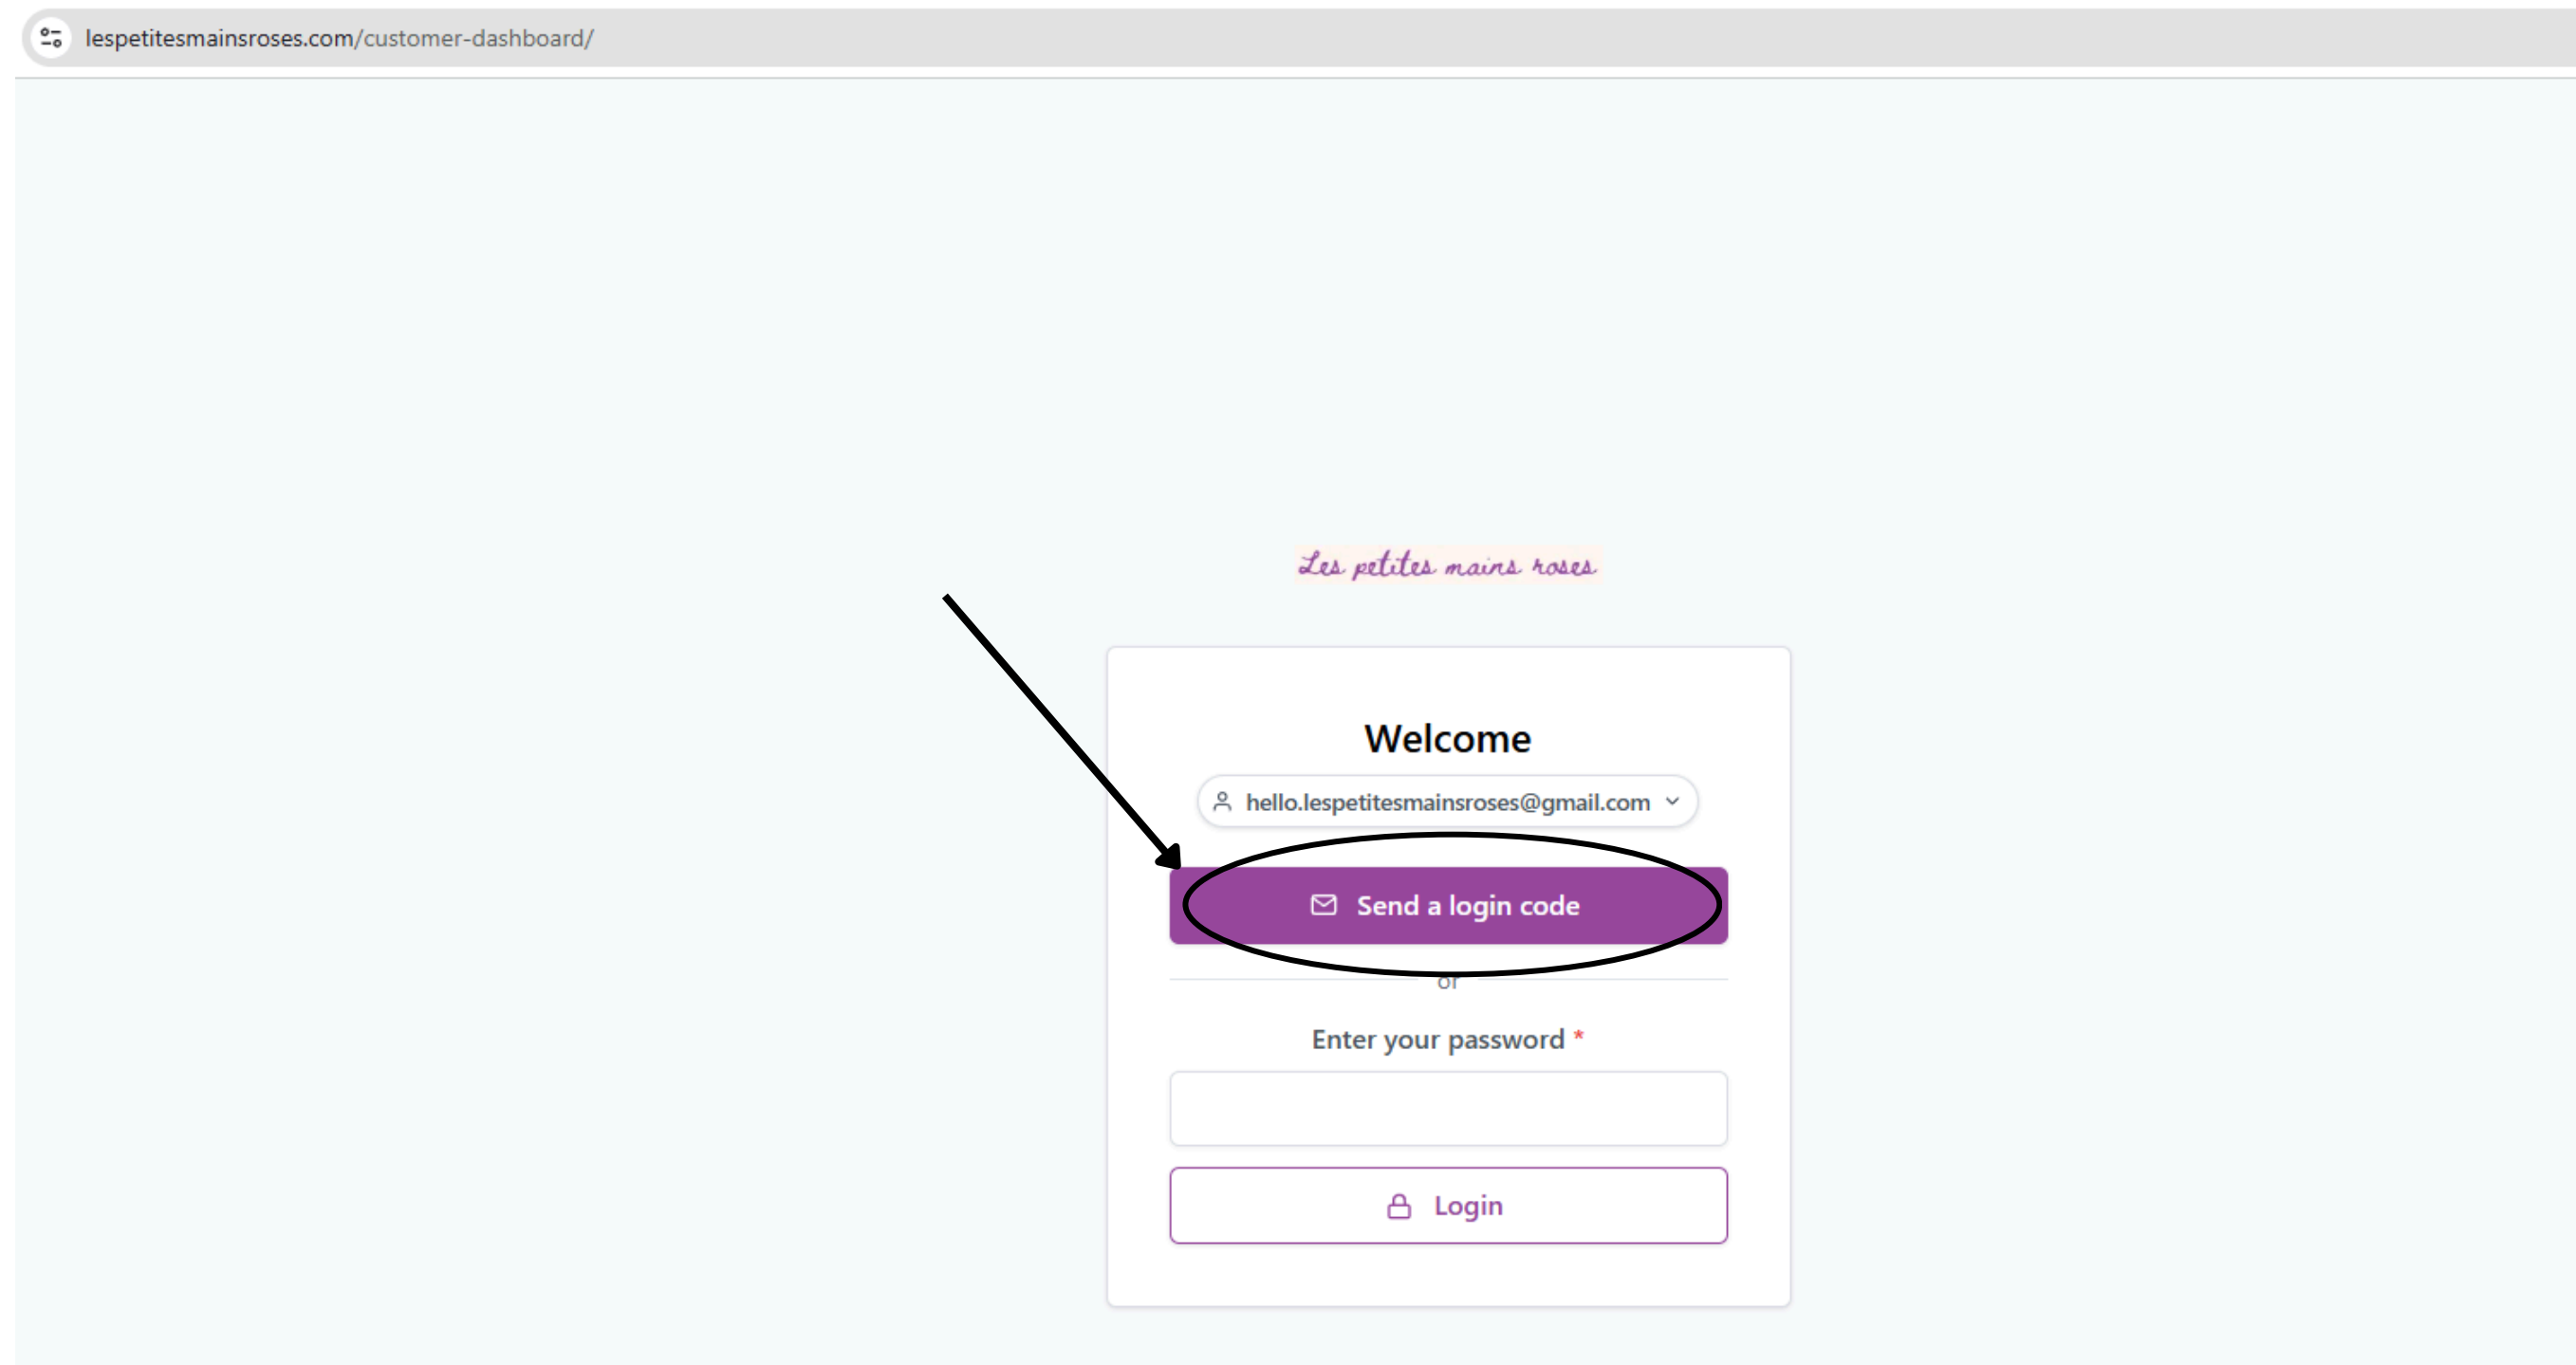 lespetitesmainsroses.com/customer-dashboard/
Les petites mains roses
Welcome
hello.lespetitesmainsroses@gmail.com
Send a login code
or
Enter your password *
Login